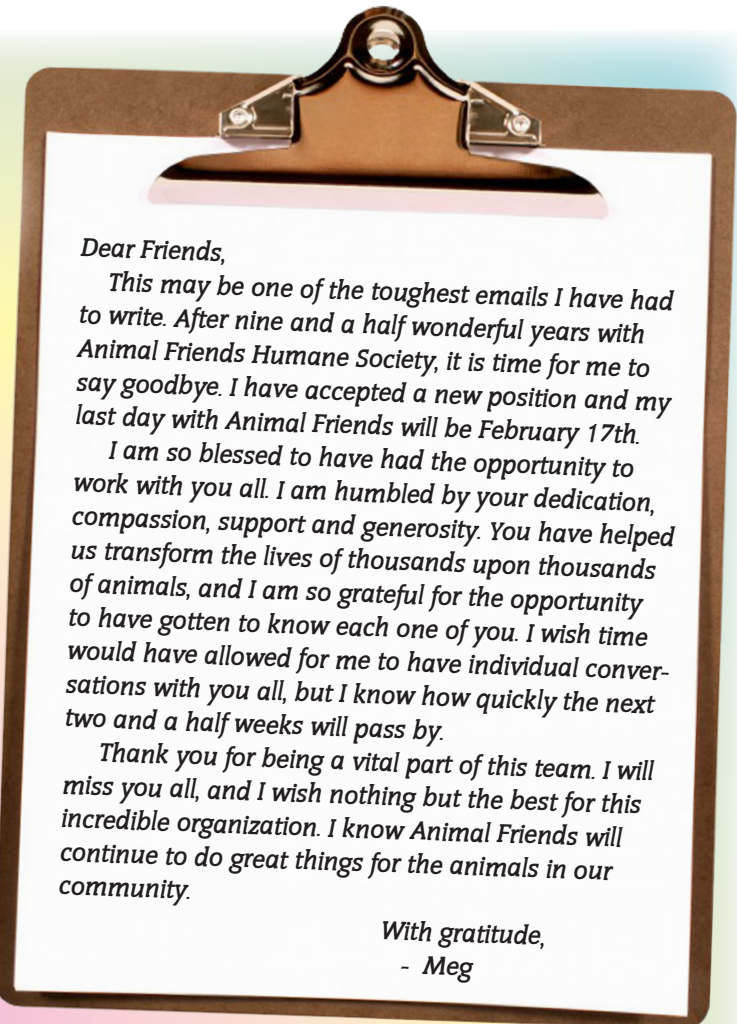 Dear Friends,
This may be one of the toughest emails I have had
to write. After nine and a half wonderful years with
Animal Friends Humane Society, it is time for me to
say goodbye. I have accepted a new position and my
last day with Animal Friends will be February 17th.
I am so blessed to have had the opportunity to
work with you all. I am humbled by your dedication,
compassion, support and generosity. You have helped
us transform the lives of thousands upon thousands
of animals, and I am so grateful for the opportunity
to have gotten to know each one of you. I wish time
would have allowed for me to have individual conver-
sations with you all, but I know how quickly the next
two and a half weeks will pass by.
Thank you for being a vital part of this team. I will
miss you all, and I wish nothing but the best for this
incredible organization. I know Animal Friends will
continue to do great things for the animals in our
community.
With gratitude,
- Meg